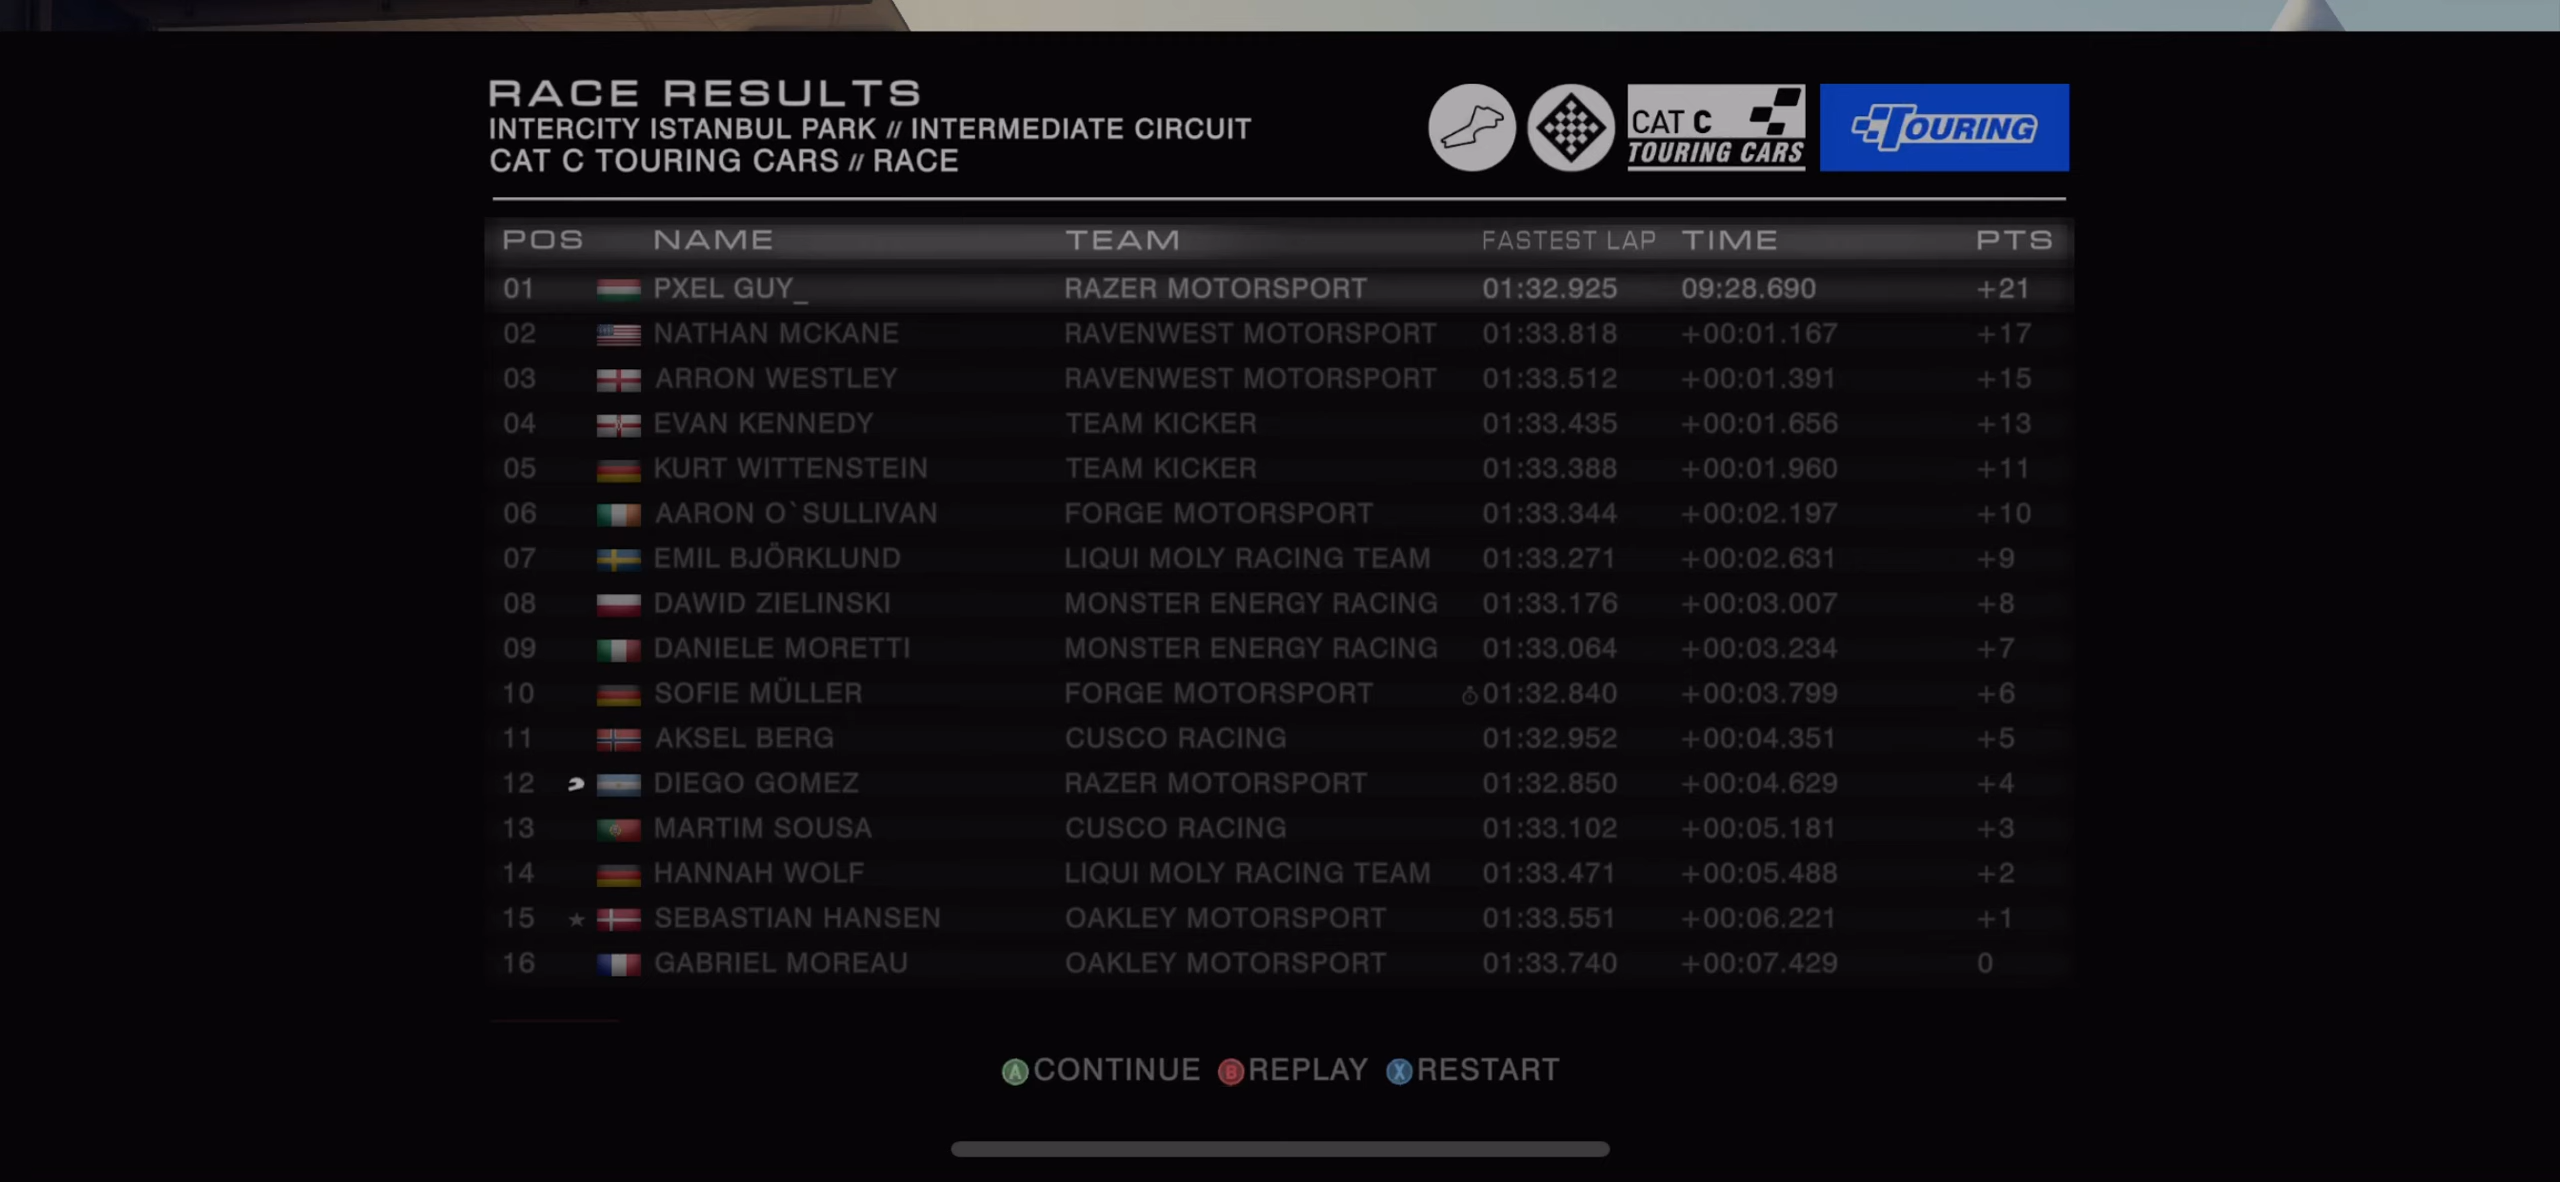 RACE RESULTS
INTERCITY ISTANBUL PARK // INTERMEDIATE CIRCUIT
CAT C TOURING CARS // RACE
CAT C
TOURING CARS
TOURING
POS NAME TEAM FASTEST LAP TIME PTS
01 PXEL GUY_ RAZER MOTORSPORT 01:32.925 09:28.690 +21
02 NATHAN MCKANE RAVENWEST MOTORSPORT 01:33.818 +00:01.167 +17
03 ARRON WESTLEY RAVENWEST MOTORSPORT 01:33.512 +00:01.391 +15
04 EVAN KENNEDY TEAM KICKER 01:33.435 +00:01.656 +13
05 KURT WITTENSTEIN TEAM KICKER 01:33.388 +00:01.960 +11
06 AARON O`SULLIVAN FORGE MOTORSPORT 01:33.344 +00:02.197 +10
07 EMIL BJÖRKLUND LIQUI MOLY RACING TEAM 01:33.271 +00:02.631 +9
08 DAWID ZIELINSKI MONSTER ENERGY RACING 01:33.176 +00:03.007 +8
09 DANIELE MORETTI MONSTER ENERGY RACING 01:33.064 +00:03.234 +7
10 SOFIE MÜLLER FORGE MOTORSPORT 01:32.840 +00:03.799 +6
11 AKSEL BERG CUSCO RACING 01:32.952 +00:04.351 +5
12 DIEGO GOMEZ RAZER MOTORSPORT 01:32.850 +00:04.629 +4
13 MARTIM SOUSA CUSCO RACING 01:33.102 +00:05.181 +3
14 HANNAH WOLF LIQUI MOLY RACING TEAM 01:33.471 +00:05.488 +2
15 SEBASTIAN HANSEN OAKLEY MOTORSPORT 01:33.551 +00:06.221 +1
16 GABRIEL MOREAU OAKLEY MOTORSPORT 01:33.740 +00:07.429 0
A CONTINUE B REPLAY X RESTART